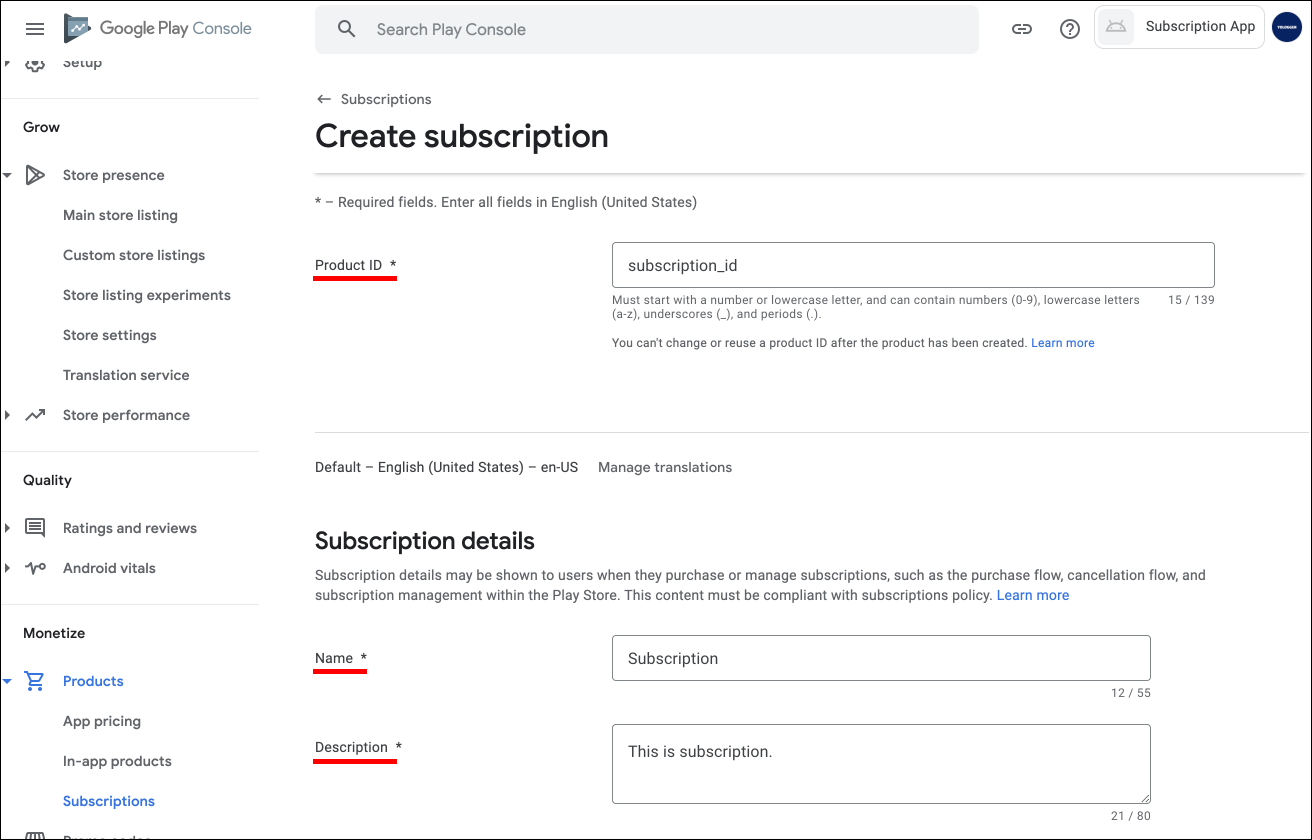 Google Play Console
Search Play Console
Subscription App
Setup
Grow
Store presence
Main store listing
Custom store listings
Store listing experiments
Store settings
Translation service
Store performance
Quality
Ratings and reviews
Android vitals
Monetize
Products
App pricing
In-app products
Subscriptions
Promo codes
Subscriptions
Create subscription
* – Required fields. Enter all fields in English (United States)
Product ID *
subscription_id
Must start with a number or lowercase letter, and can contain numbers (0-9), lowercase letters
(a-z), underscores (_), and periods (.).
15 / 139
You can't change or reuse a product ID after the product has been created. Learn more
Default – English (United States) – en-US Manage translations
Subscription details
Subscription details may be shown to users when they purchase or manage subscriptions, such as the purchase flow, cancellation flow, and
subscription management within the Play Store. This content must be compliant with subscriptions policy. Learn more
Name *
Subscription
12 / 55
Description *
This is subscription.
21 / 80